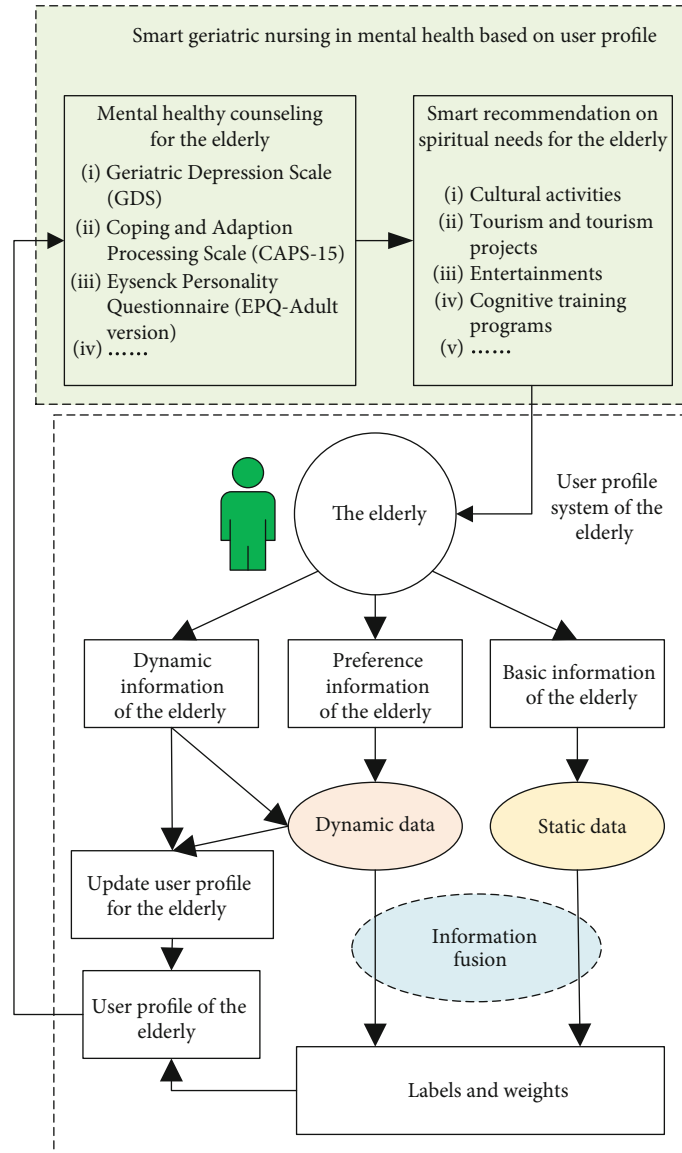 Smart geriatric nursing in mental health based on user profile
Mental healthy counseling
for the elderly
(i) Geriatric Depression Scale
(GDS)
(ii) Coping and Adaption
Processing Scale (CAPS-15)
(iii) Eysenck Personality
Questionnaire (EPQ-Adult
version)
(iv) ......
Smart recommendation on
spiritual needs for the elderly
(i) Cultural activities
(ii) Tourism and tourism
projects
(iii) Entertainments
(iv) Cognitive training
programs
(v) ......
The elderly
User profile
system of the
elderly
Dynamic
information
of the elderly
Preference
information
of the elderly
Basic information
of the elderly
Dynamic data
Static data
Update user profile
for the elderly
Information
fusion
User profile of the
elderly
Labels and weights